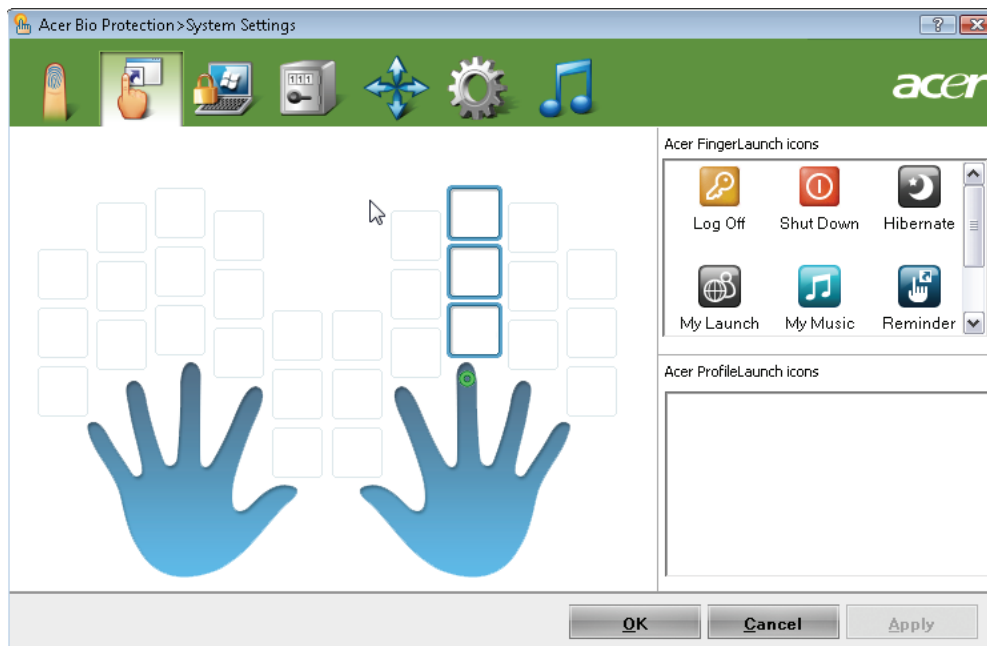 Acer Bio Protection>System Settings
acer
Acer FingerLaunch icons
Log Off Shut Down Hibernate
My Launch My Music Reminder
Acer ProfileLaunch icons
OK Cancel Apply